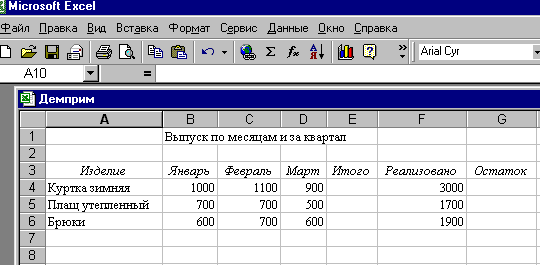 Microsoft Excel
Файл Правка Вид Вставка Формат Сервис Данные Окно Справка
Σ fx Arial Cyr
A10 =
Демприм
A B C D E F G
1 Выпуск по месяцам и за квартал
2
3 Изделие Январь Февраль Март Итого Реализовано Остаток
4 Куртка зимняя 1000 1100 900 3000
5 Плащ утепленный 700 700 500 1700
6 Брюки 600 700 600 1900
7
8